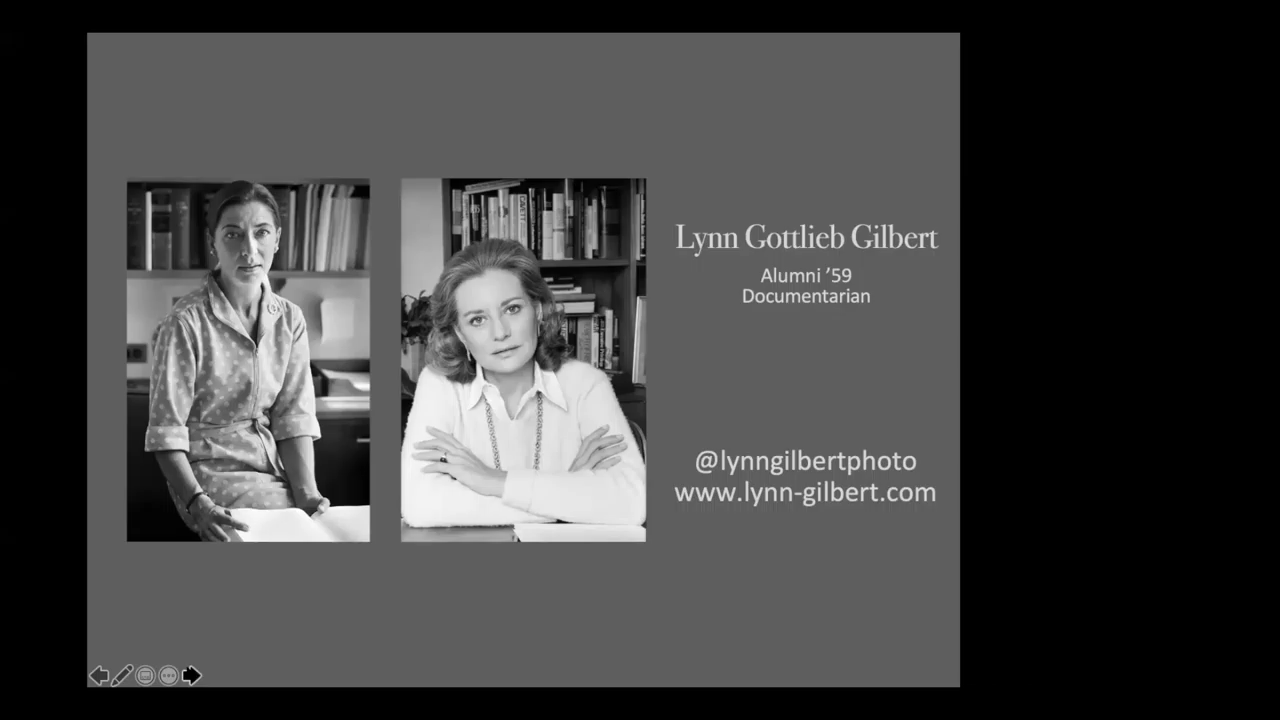 Lynn Gottlieb Gilbert
Alumni ’59
Documentarian
@lynngilbertphoto
www.lynn-gilbert.com